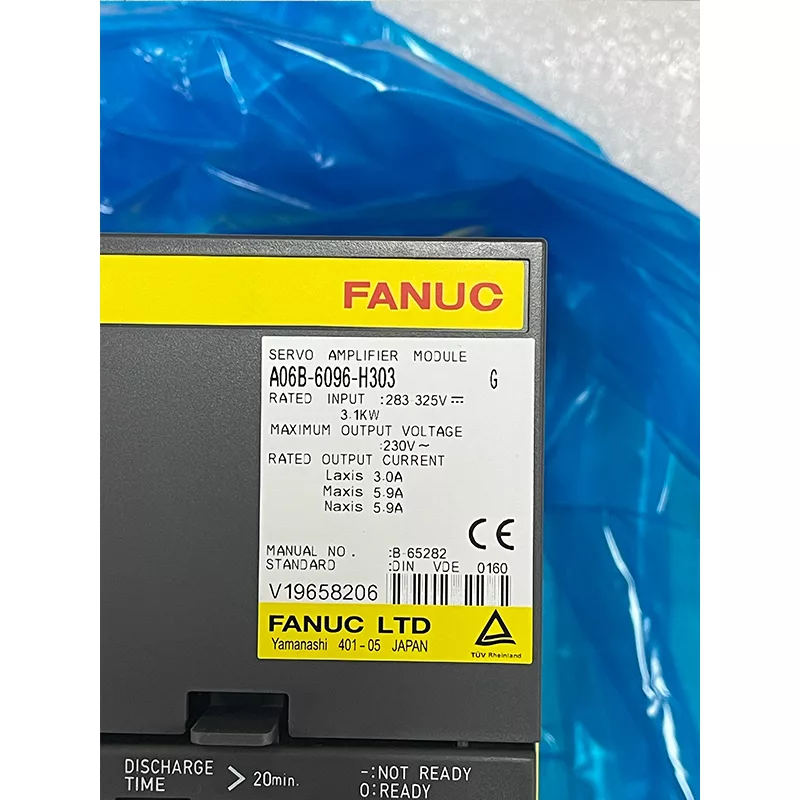 FANUC
SERVO AMPLIFIER MODULE
A06B-6096-H303 G
RATED INPUT :283 325V⎓
3.1KW
MAXIMUM OUTPUT VOLTAGE
:230V～
RATED OUTPUT CURRENT
Laxis 3.0A
Maxis 5.9A
Naxis 5.9A
CE
MANUAL NO. :B-65282
STANDARD :DIN VDE 0160
V19658206
FANUC LTD
Yamanashi 401-05 JAPAN
TÜV Rheinland
DISCHARGE TIME > 20min.
-:NOT READY
0:READY